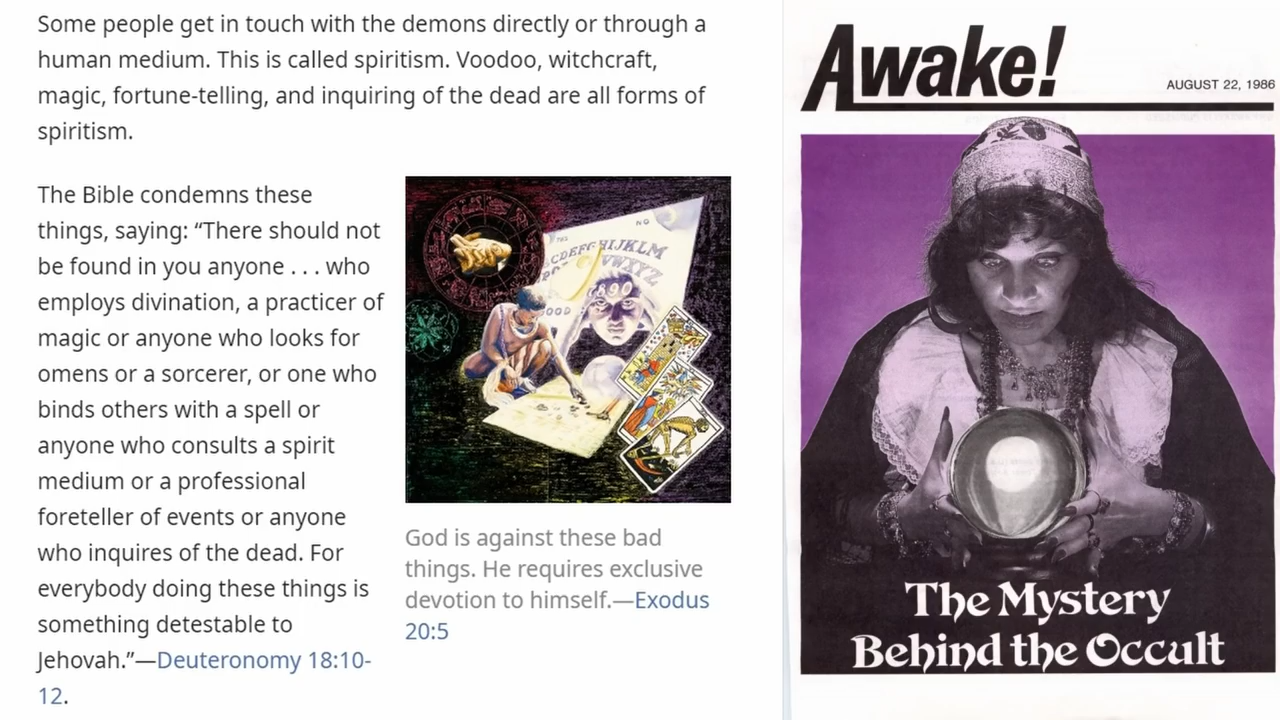 Some people get in touch with the demons directly or through a
human medium. This is called spiritism. Voodoo, witchcraft,
magic, fortune-telling, and inquiring of the dead are all forms of
spiritism.
The Bible condemns these
things, saying: “There should not
be found in you anyone . . . who
employs divination, a practicer of
magic or anyone who looks for
omens or a sorcerer, or one who
binds others with a spell or
anyone who consults a spirit
medium or a professional
foreteller of events or anyone
who inquires of the dead. For
everybody doing these things is
something detestable to
Jehovah.”—Deuteronomy 18:10-
12.
NO
CDEFGHIJKLM
VWXYZ
890
God is against these bad
things. He requires exclusive
devotion to himself.—Exodus
20:5
Awake!
AUGUST 22, 1986
The Mystery
Behind the Occult